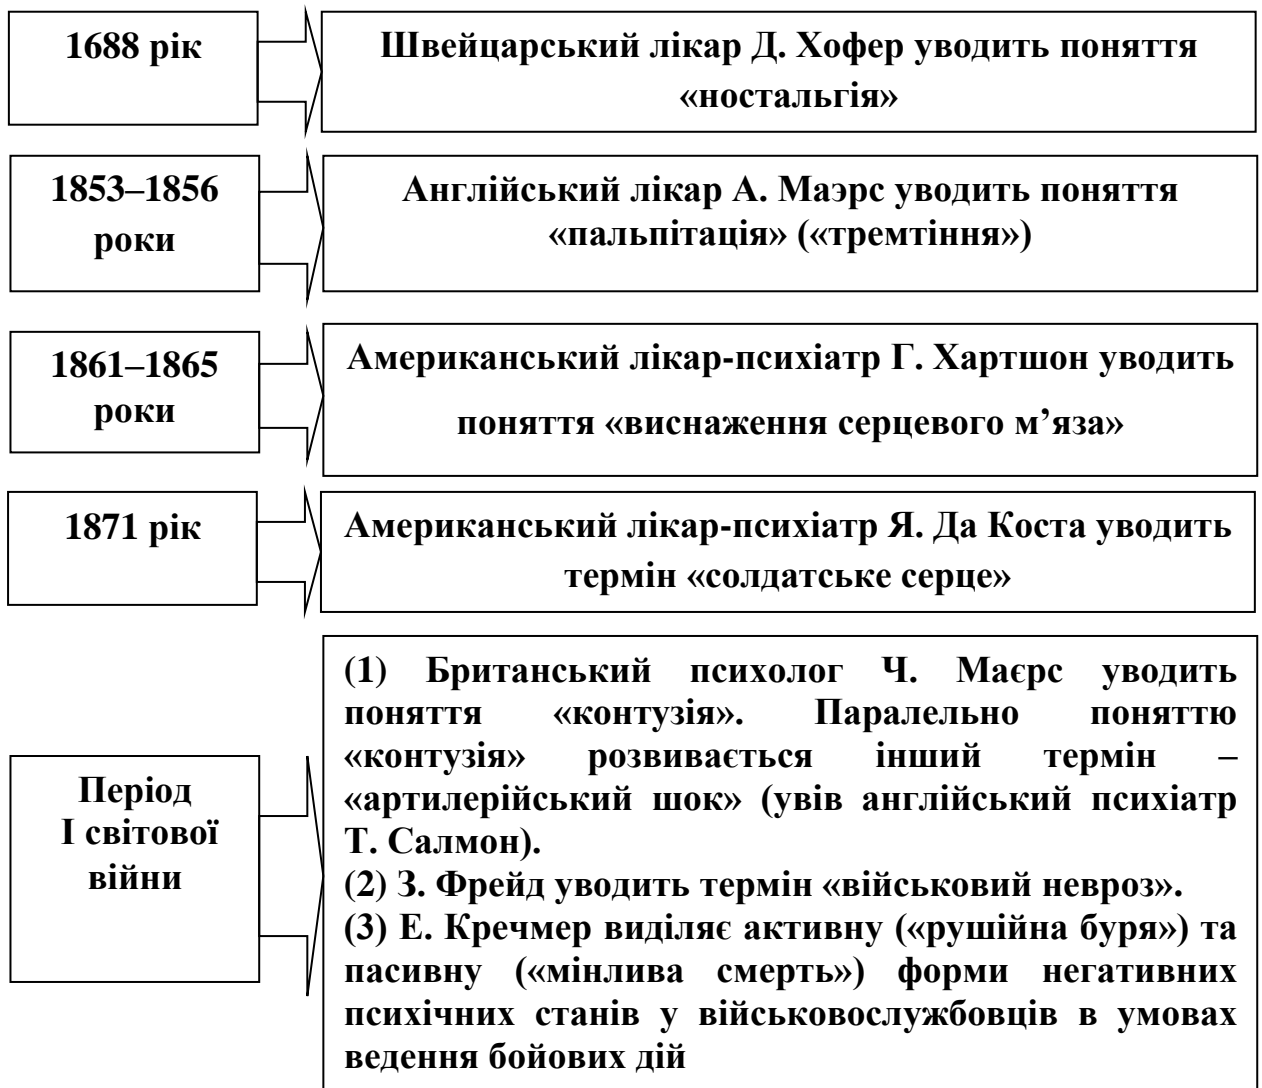 1688 рік
Швейцарський лікар Д. Хофер уводить поняття
«ностальгія»
1853–1856
роки
Англійський лікар А. Маэрс уводить поняття
«пальпітація» («тремтіння»)
1861–1865
роки
Американський лікар-психіатр Г. Хартшон уводить
поняття «виснаження серцевого м’яза»
1871 рік
Американський лікар-психіатр Я. Да Коста уводить
термін «солдатське серце»
Період
І світової
війни
(1) Британський психолог Ч. Маєрс уводить
поняття «контузія». Паралельно поняттю
«контузія» розвивається інший термін –
«артилерійський шок» (увів англійський психіатр
Т. Салмон).
(2) З. Фрейд уводить термін «військовий невроз».
(3) Е. Кречмер виділяє активну («рушійна буря») та
пасивну («мінлива смерть») форми негативних
психічних станів у військовослужбовців в умовах
ведення бойових дій